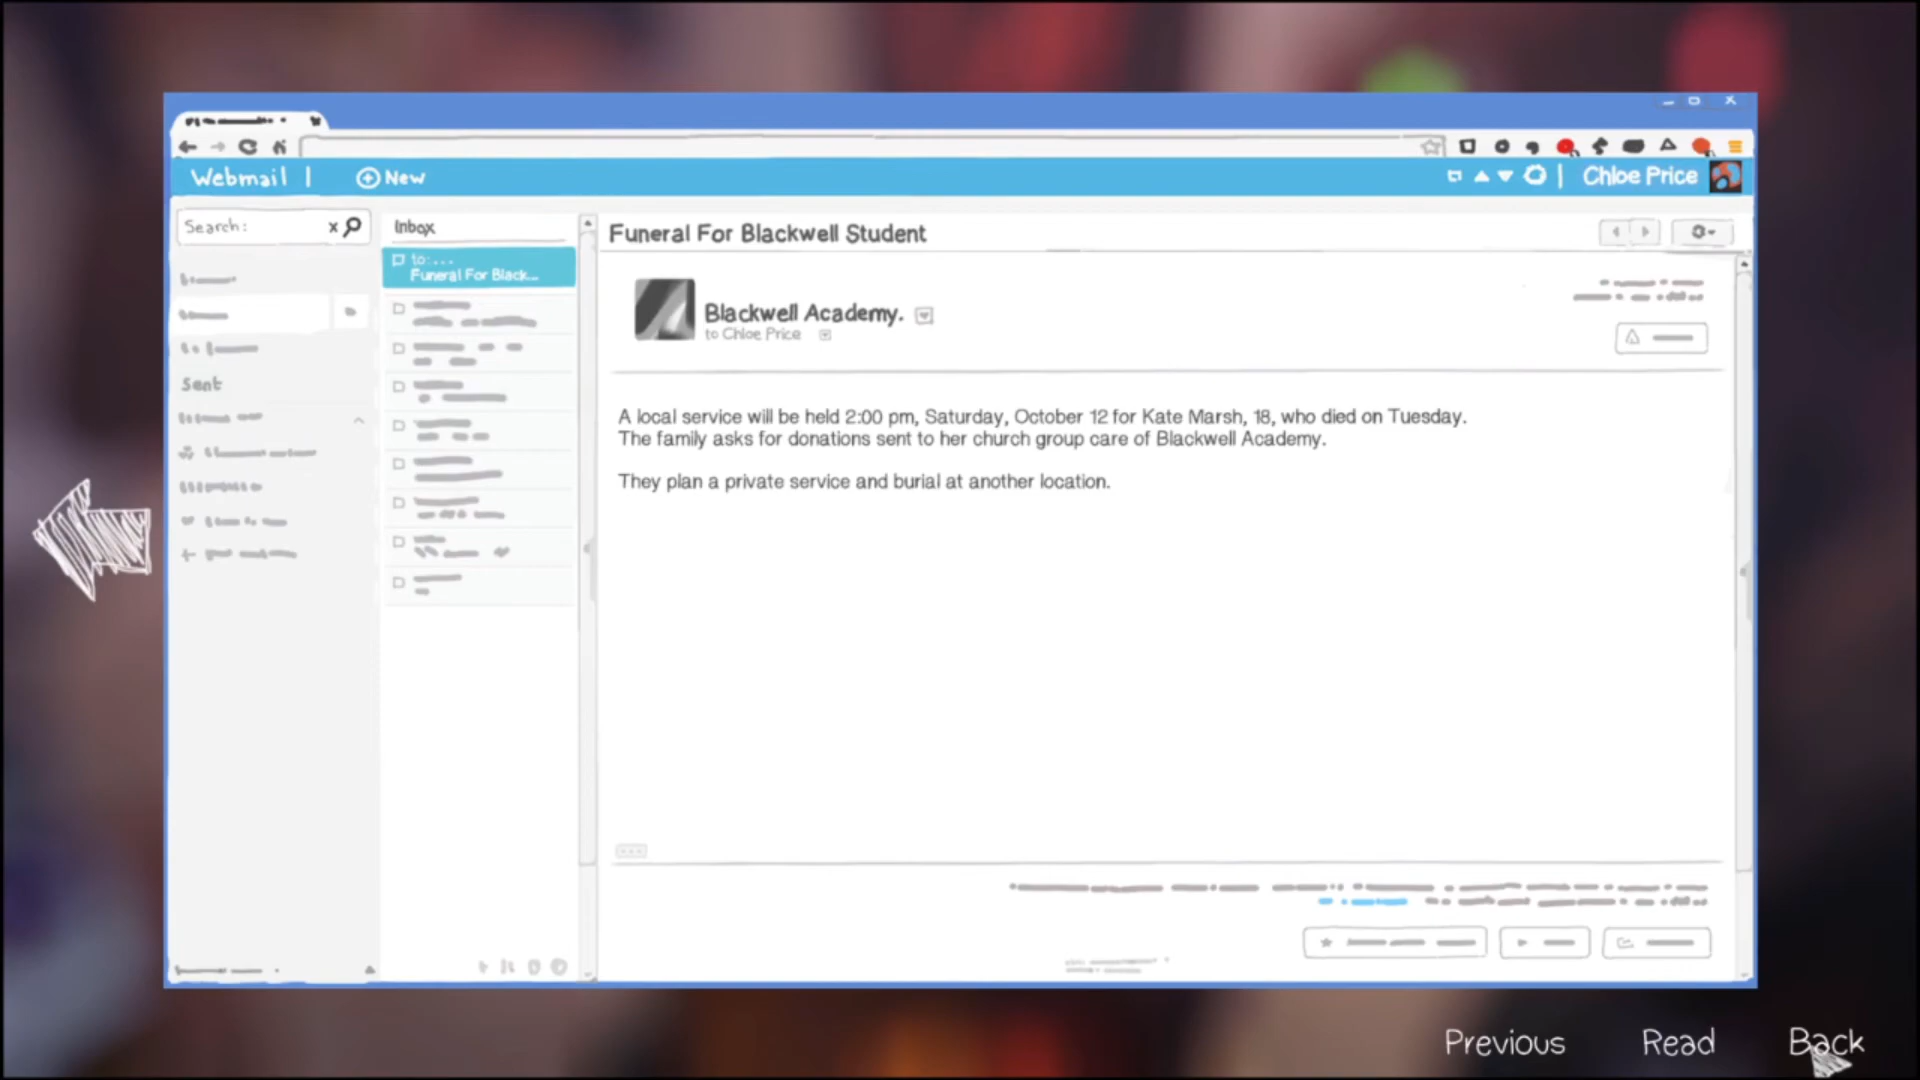 Webmail |
New
Chloe Price
Search:
x
Inbox
Funeral For Blackwell Student
to:...
Funeral For Black...
Blackwell Academy.
to Chloe Price
Sent
A local service will be held 2:00 pm, Saturday, October 12 for Kate Marsh, 18, who died on Tuesday.
The family asks for donations sent to her church group care of Blackwell Academy.
They plan a private service and burial at another location.
Previous
Read
Back